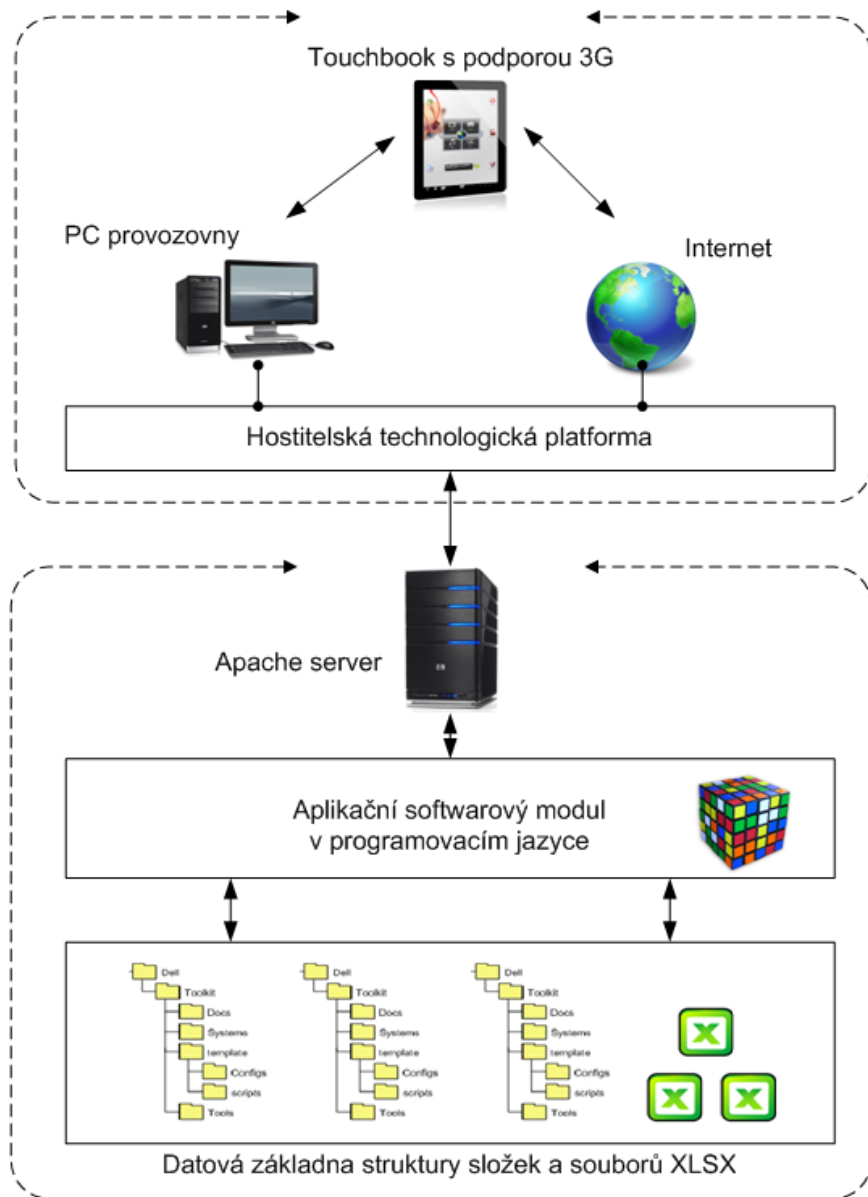 Touchbook s podporou 3G
PC provozovny
Internet
Hostitelská technologická platforma
Apache server
Aplikační softwarový modul
v programovacím jazyce
Dell
Toolkit
Docs
Systems
template
Configs
scripts
Tools
Dell
Toolkit
Docs
Systems
template
Configs
scripts
Tools
Dell
Toolkit
Docs
Systems
template
Configs
scripts
Tools
X
X
X
Datová základna struktury složek a souborů XLSX